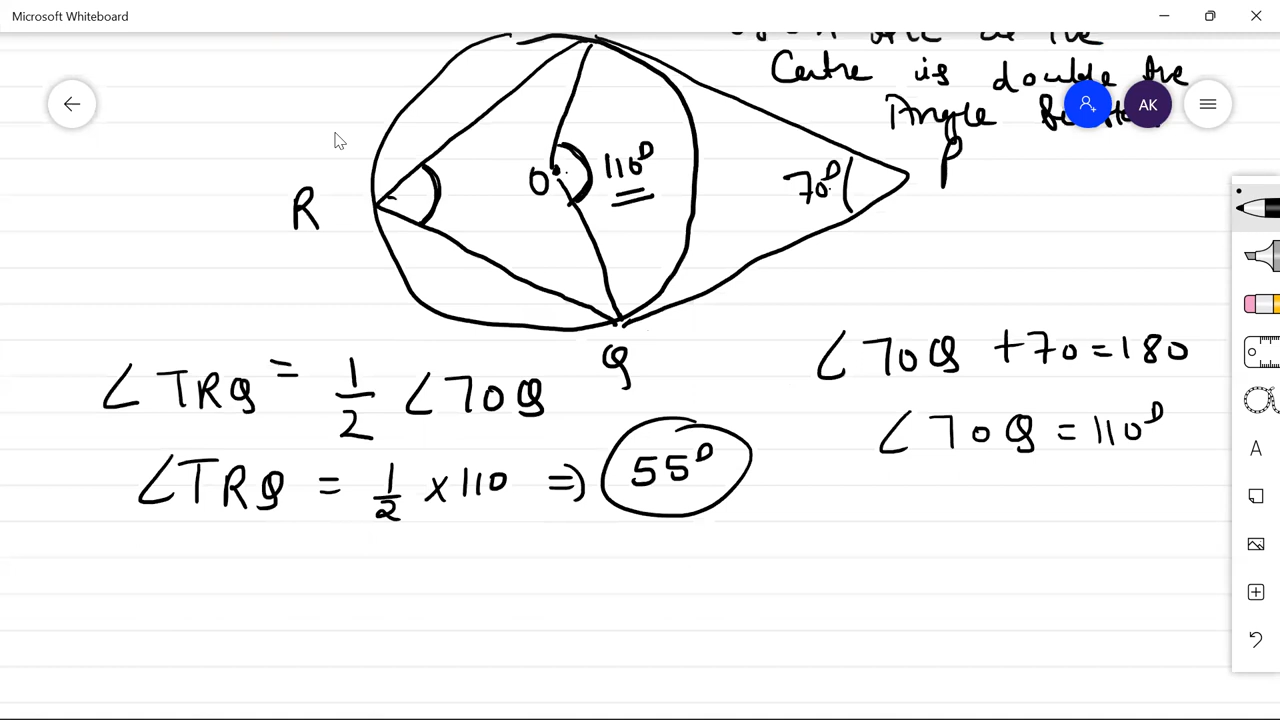 Microsoft Whiteboard
Centre is double the
Angle
AK
R
O
110°
70°
P
Q
∠TRQ = 1/2 ∠TOQ
∠TRQ = 1/2 × 110 ⇒ 55°
∠TOQ + 70 = 180
∠TOQ = 110°
A